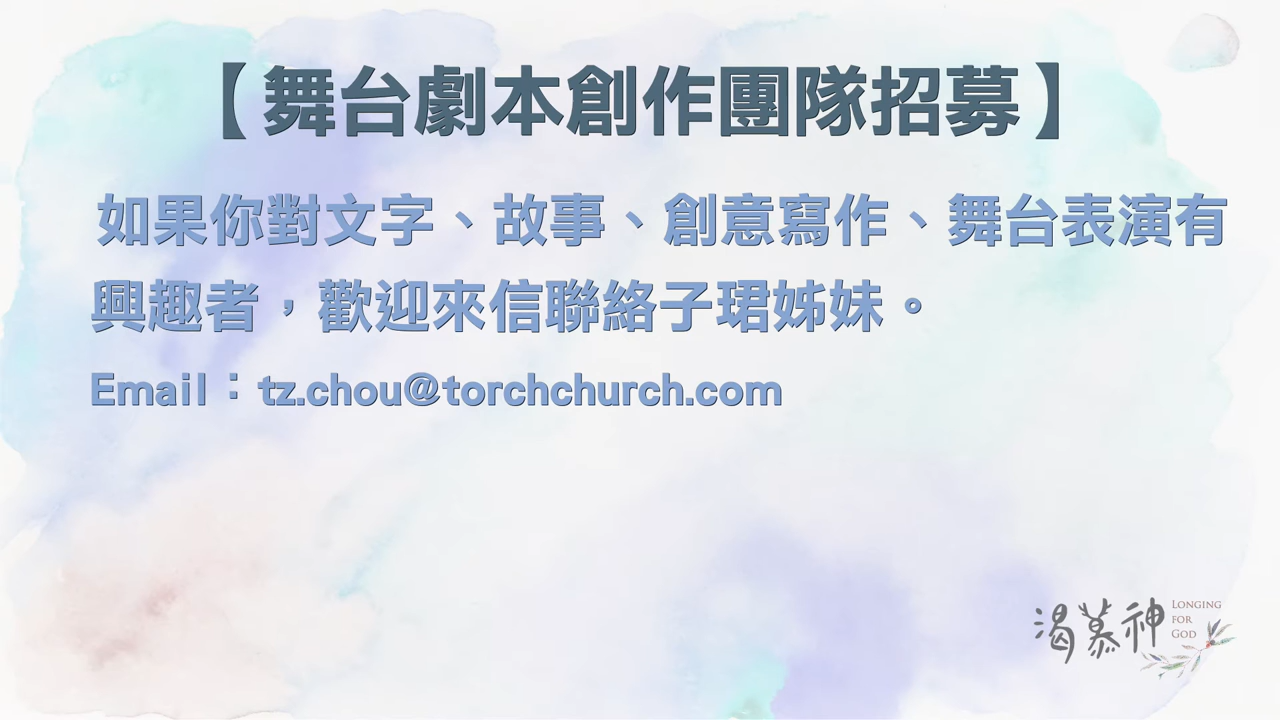 【舞台劇本創作團隊招募】
如果你對文字、故事、創意寫作、舞台表演有
興趣者，歡迎來信聯絡子珺姊妹。
Email：tz.chou@torchchurch.com
渴慕神
LONGING
FOR
GOD